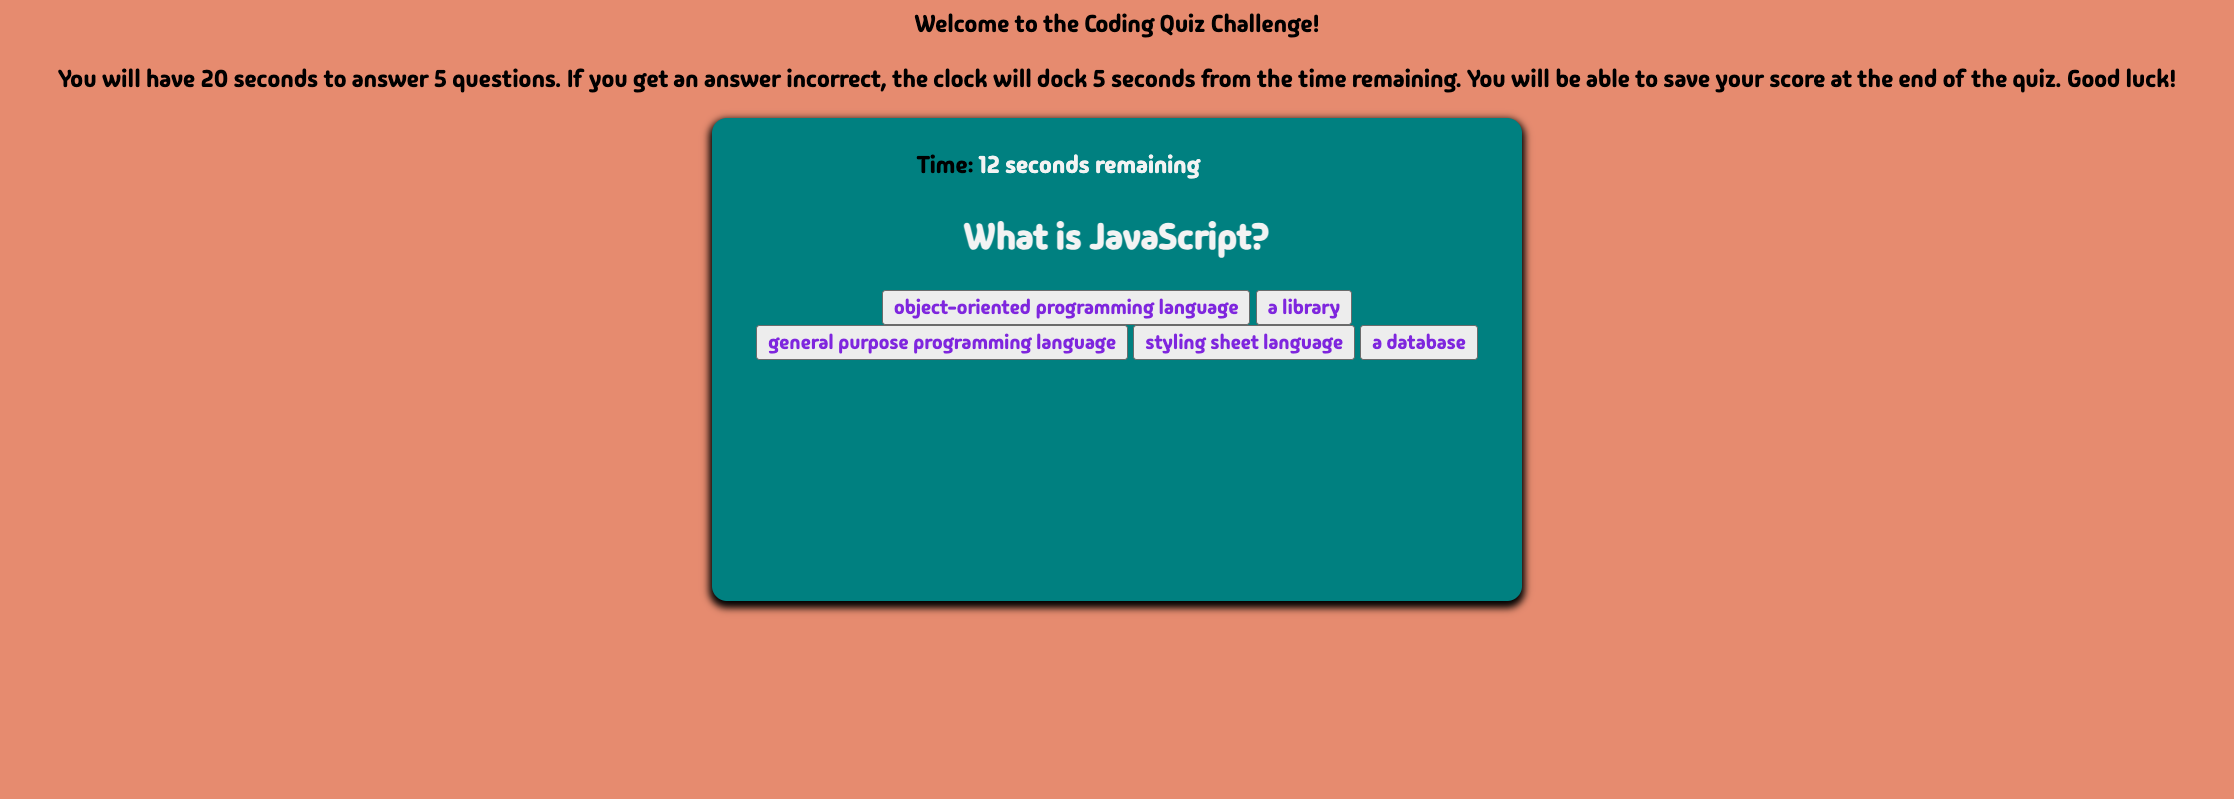 Welcome to the Coding Quiz Challenge!
You will have 20 seconds to answer 5 questions. If you get an answer incorrect, the clock will dock 5 seconds from the time remaining. You will be able to save your score at the end of the quiz. Good luck!
Time: 12 seconds remaining
What is JavaScript?
object-oriented programming language a library
general purpose programming language styling sheet language a database